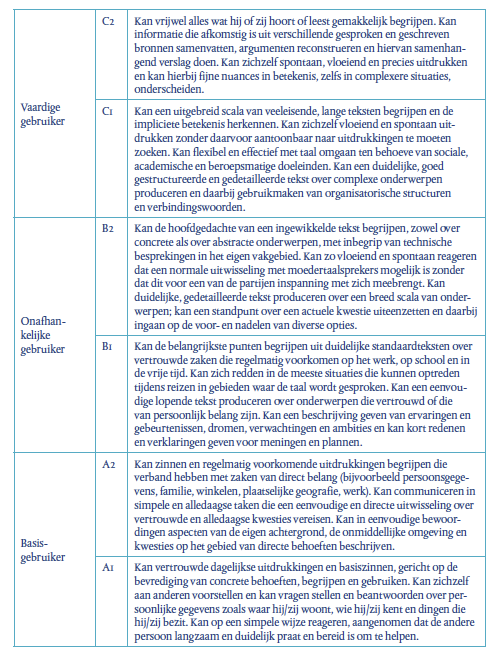 Vaardige
gebruiker
C2
Kan vrijwel alles wat hij of zij hoort of leest gemakkelijk begrijpen. Kan
informatie die afkomstig is uit verschillende gesproken en geschreven
bronnen samenvatten, argumenten reconstrueren en hiervan samenhan-
gend verslag doen. Kan zichzelf spontaan, vloeiend en precies uitdrukken
en kan hierbij fijne nuances in betekenis, zelfs in complexere situaties,
onderscheiden.
C1
Kan een uitgebreid scala van veeleisende, lange teksten begrijpen en de
impliciete betekenis herkennen. Kan zichzelf vloeiend en spontaan uit-
drukken zonder daarvoor aantoonbaar naar uitdrukkingen te moeten
zoeken. Kan flexibel en effectief met taal omgaan ten behoeve van sociale,
academische en beroepsmatige doeleinden. Kan een duidelijke, goed
gestructureerde en gedetailleerde tekst over complexe onderwerpen
produceren en daarbij gebruikmaken van organisatorische structuren
en verbindingswoorden.
Onafhan-
kelijke
gebruiker
B2
Kan de hoofdgedachte van een ingewikkelde tekst begrijpen, zowel over
concrete als over abstracte onderwerpen, met inbegrip van technische
besprekingen in het eigen vakgebied. Kan zo vloeiend en spontaan reageren
dat een normale uitwisseling met moedertaalsprekers mogelijk is zonder
dat dit voor een van de partijen inspanning met zich meebrengt. Kan
duidelijke, gedetailleerde tekst produceren over een breed scala van onder-
werpen; kan een standpunt over een actuele kwestie uiteenzetten en daarbij
ingaan op de voor- en nadelen van diverse opties.
B1
Kan de belangrijkste punten begrijpen uit duidelijke standaardteksten over
vertrouwde zaken die regelmatig voorkomen op het werk, op school en in
de vrije tijd. Kan zich redden in de meeste situaties die kunnen optreden
tijdens reizen in gebieden waar de taal wordt gesproken. Kan een eenvou-
dige lopende tekst produceren over onderwerpen die vertrouwd of die
van persoonlijk belang zijn. Kan een beschrijving geven van ervaringen en
gebeurtenissen, dromen, verwachtingen en ambities en kan kort redenen
en verklaringen geven voor meningen en plannen.
Basis-
gebruiker
A2
Kan zinnen en regelmatig voorkomende uitdrukkingen begrijpen die
verband hebben met zaken van direct belang (bijvoorbeeld persoonsgege-
vens, familie, winkelen, plaatselijke geografie, werk). Kan communiceren in
simpele en alledaagse taken die een eenvoudige en directe uitwisseling over
vertrouwde en alledaagse kwesties vereisen. Kan in eenvoudige bewoor-
dingen aspecten van de eigen achtergrond, de onmiddellijke omgeving en
kwesties op het gebied van directe behoeften beschrijven.
A1
Kan vertrouwde dagelijkse uitdrukkingen en basiszinnen, gericht op de
bevrediging van concrete behoeften, begrijpen en gebruiken. Kan zichzelf
aan anderen voorstellen en kan vragen stellen en beantwoorden over per-
soonlijke gegevens zoals waar hij/zij woont, wie hij/zij kent en dingen die
hij/zij bezit. Kan op een simpele wijze reageren, aangenomen dat de andere
persoon langzaam en duidelijk praat en bereid is om te helpen.